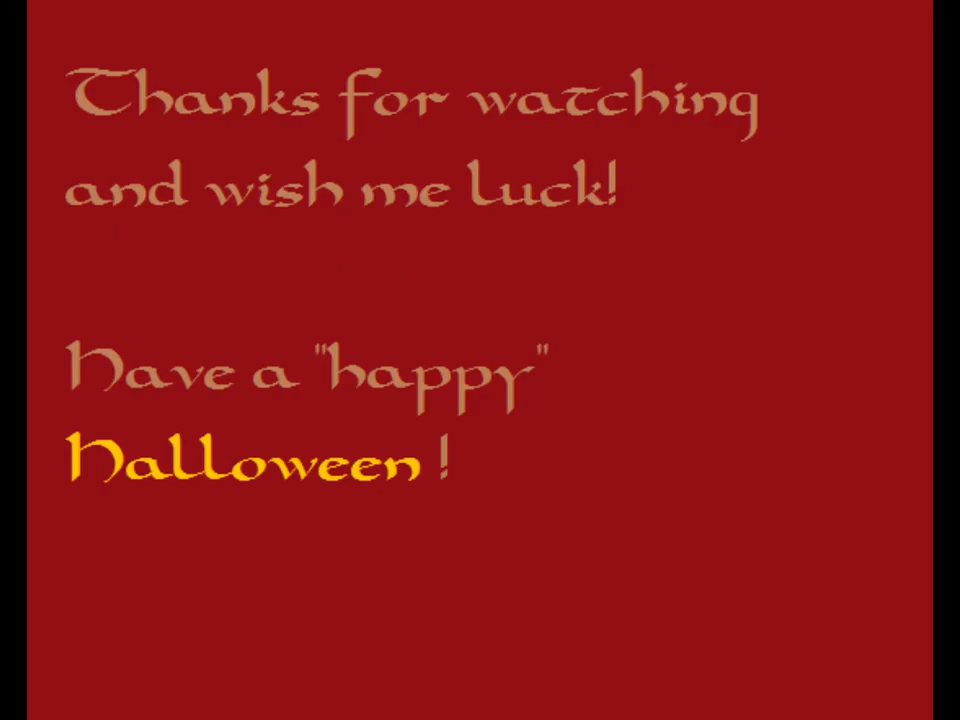 Thanks for watching
and wish me luck!
Have a "happy"
Halloween !